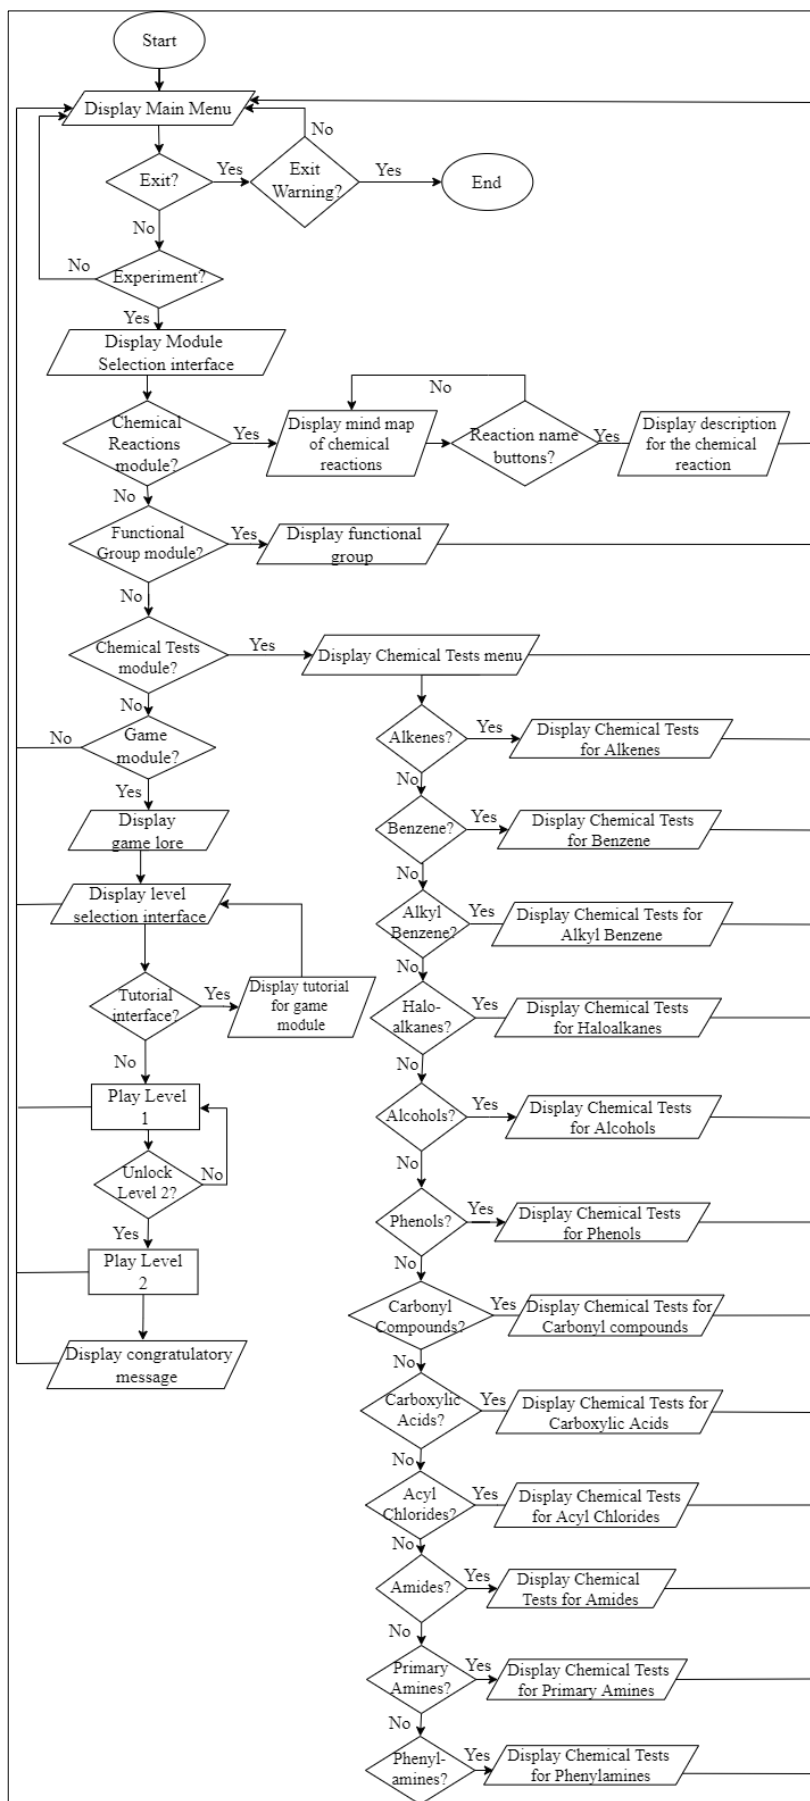 Start
Display Main Menu
No
Exit?
Yes
Exit
Warning?
Yes
End
No
No
Experiment?
Yes
Display Module
Selection interface
No
Chemical
Reactions
module?
Yes
Display mind map
of chemical
reactions
Reaction name
buttons?
Yes
Display description
for the chemical
reaction
No
Functional
Group module?
Yes
Display functional
group
No
Chemical Tests
module?
Yes
Display Chemical Tests menu
No
No
Game
module?
Alkenes?
Yes
Display Chemical Tests
for Alkenes
Yes
No
Display
game lore
Benzene?
Yes
Display Chemical Tests
for Benzene
No
Display level
selection interface
Alkyl
Benzene?
Yes
Display Chemical Tests for
Alkyl Benzene
No
Tutorial
interface?
Yes
Display tutorial
for game
module
Halo-
alkanes?
Yes
Display Chemical Tests
for Haloalkanes
No
No
Play Level
1
Alcohols?
Yes
Display Chemical Tests
for Alcohols
No
Unlock
Level 2?
No
Yes
Phenols?
Yes
Display Chemical Tests
for Phenols
No
Play Level
2
Carbonyl
Compounds?
Yes
Display Chemical Tests for
Carbonyl compounds
Display congratulatory
message
No
Carboxylic
Acids?
Yes
Display Chemical Tests for
Carboxylic Acids
No
Acyl
Chlorides?
Yes
Display Chemical Tests
for Acyl Chlorides
No
Amides?
Yes
Display Chemical
Tests for Amides
No
Primary
Amines?
Yes
Display Chemical Tests
for Primary Amines
No
Phenyl-
amines?
Yes
Display Chemical Tests
for Phenylamines